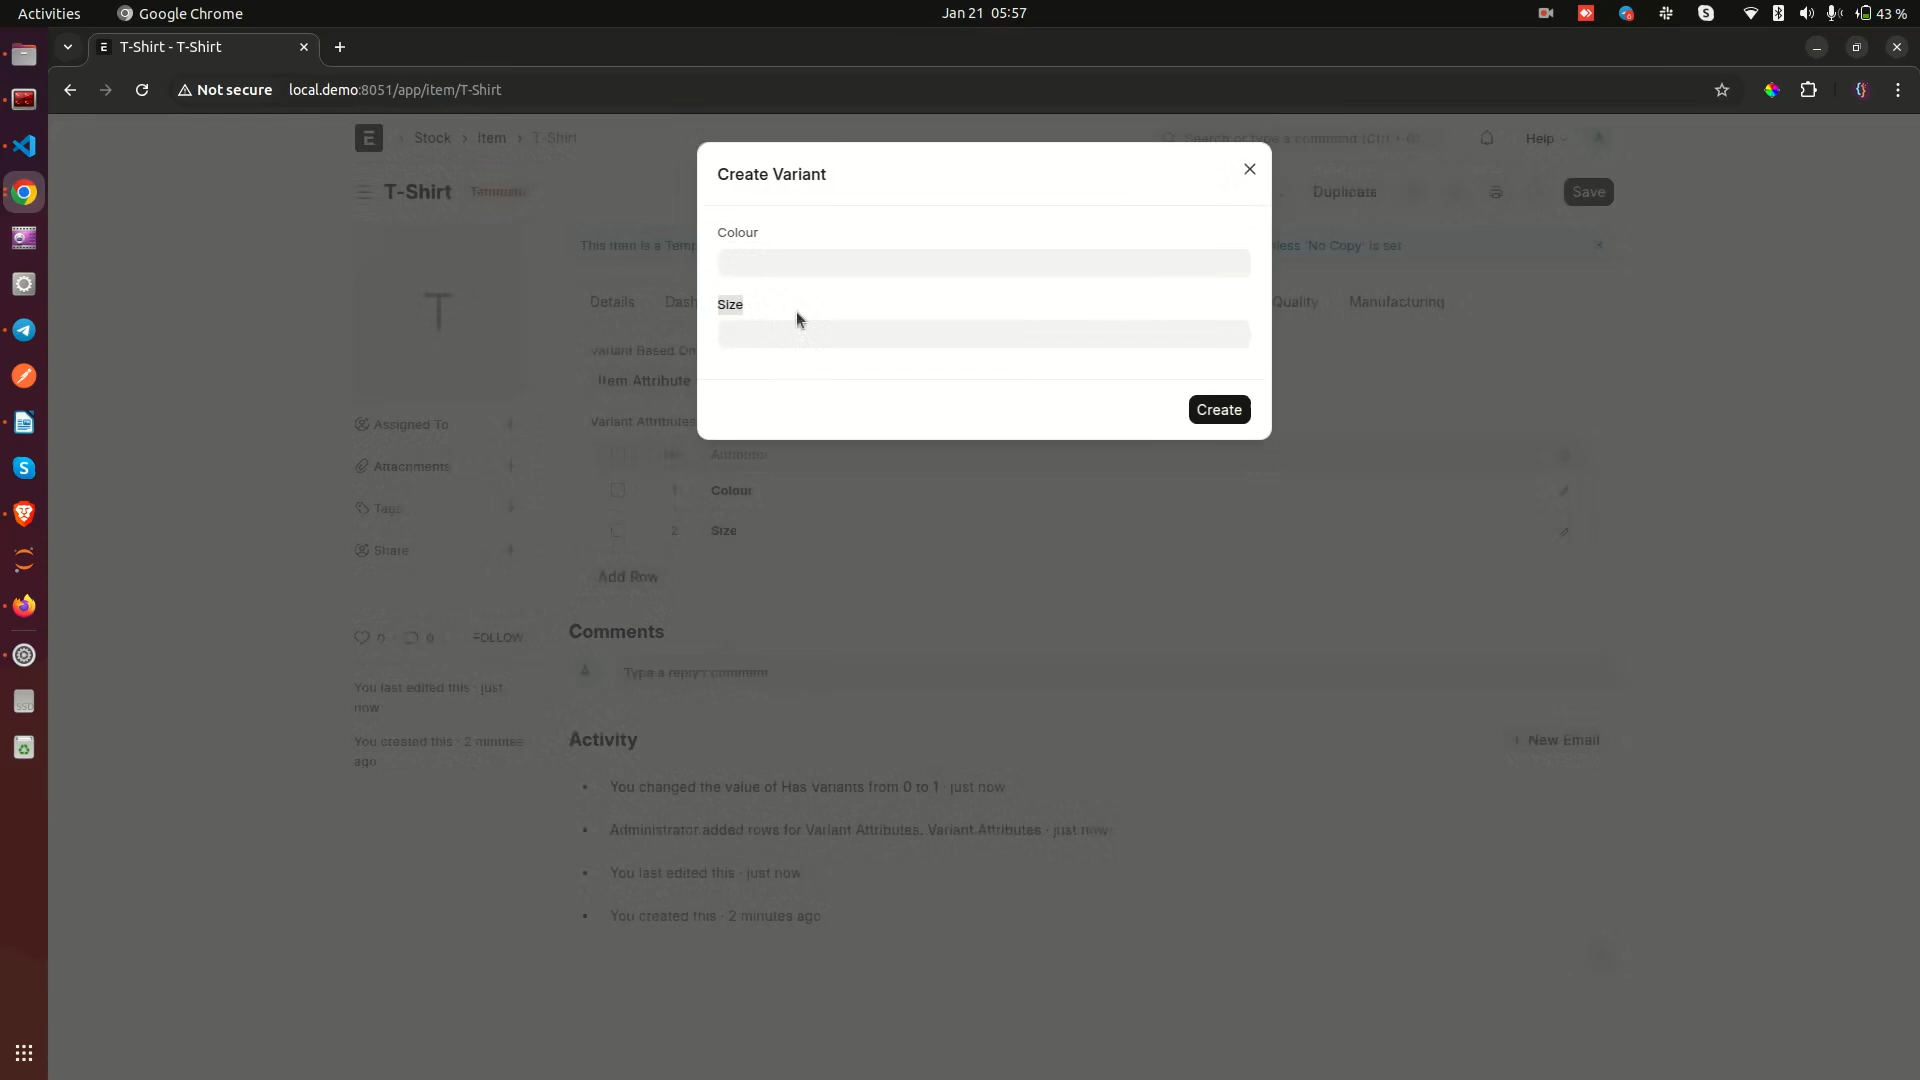 Activities
Google Chrome
Jan 21 05:57
43 %
T-Shirt - T-Shirt
Not secure
local.demo:8051/app/item/T-Shirt
Stock
Item
T-Shirt
Search or type a command (Ctrl + G)
Help
T-Shirt
Template
Duplicate
Save
Create Variant
Colour
Size
Create
This item is a Temp
less 'No Copy' is set
T
Details
Dash
Quality
Manufacturing
Variant Based On
Item Attribute
Variant Attributes
Attribute
1
Colour
2
Size
Add Row
Assigned To
Attachments
Tags
Share
0
0
FOLLOW
You last edited this · just
now
You created this · 2 minutes
ago
Comments
A
Type a reply / comment
Activity
+ New Email
You changed the value of Has Variants from 0 to 1 · just now
Administrator added rows for Variant Attributes, Variant Attributes · just now
You last edited this · just now
You created this · 2 minutes ago